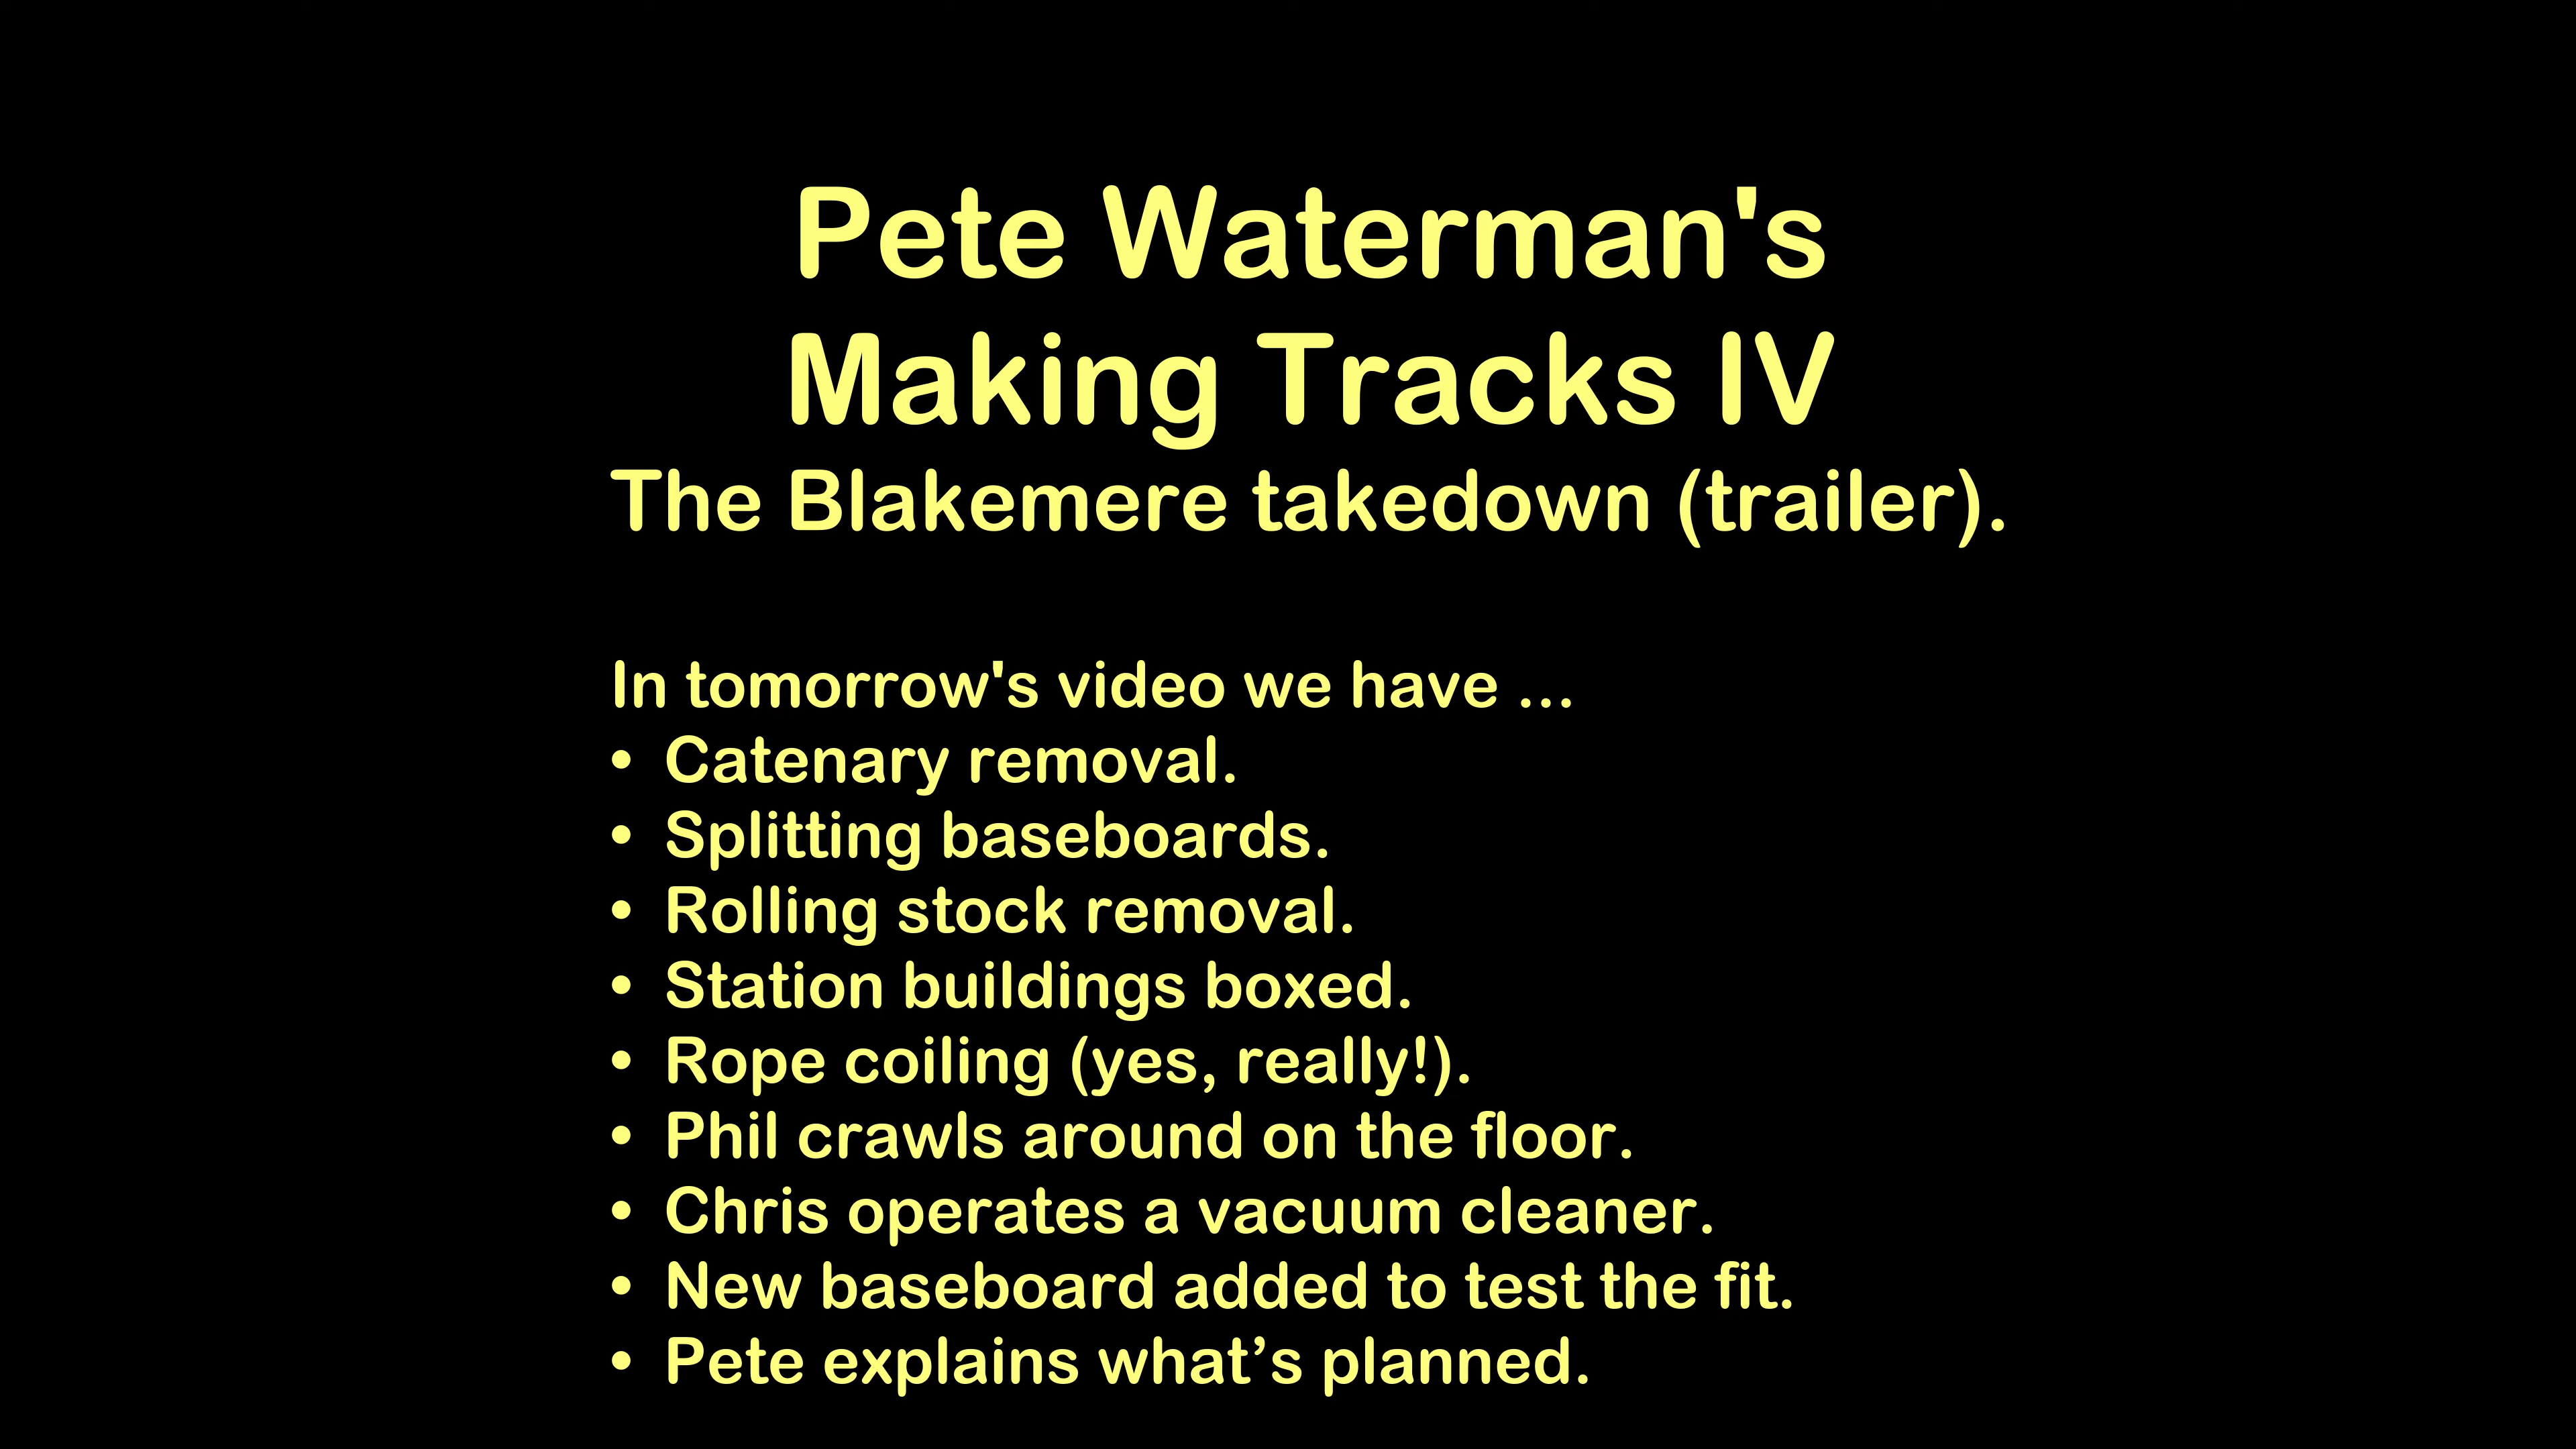 Pete Waterman's
Making Tracks IV
The Blakemere takedown (trailer).
In tomorrow's video we have ...
• Catenary removal.
• Splitting baseboards.
• Rolling stock removal.
• Station buildings boxed.
• Rope coiling (yes, really!).
• Phil crawls around on the floor.
• Chris operates a vacuum cleaner.
• New baseboard added to test the fit.
• Pete explains what’s planned.